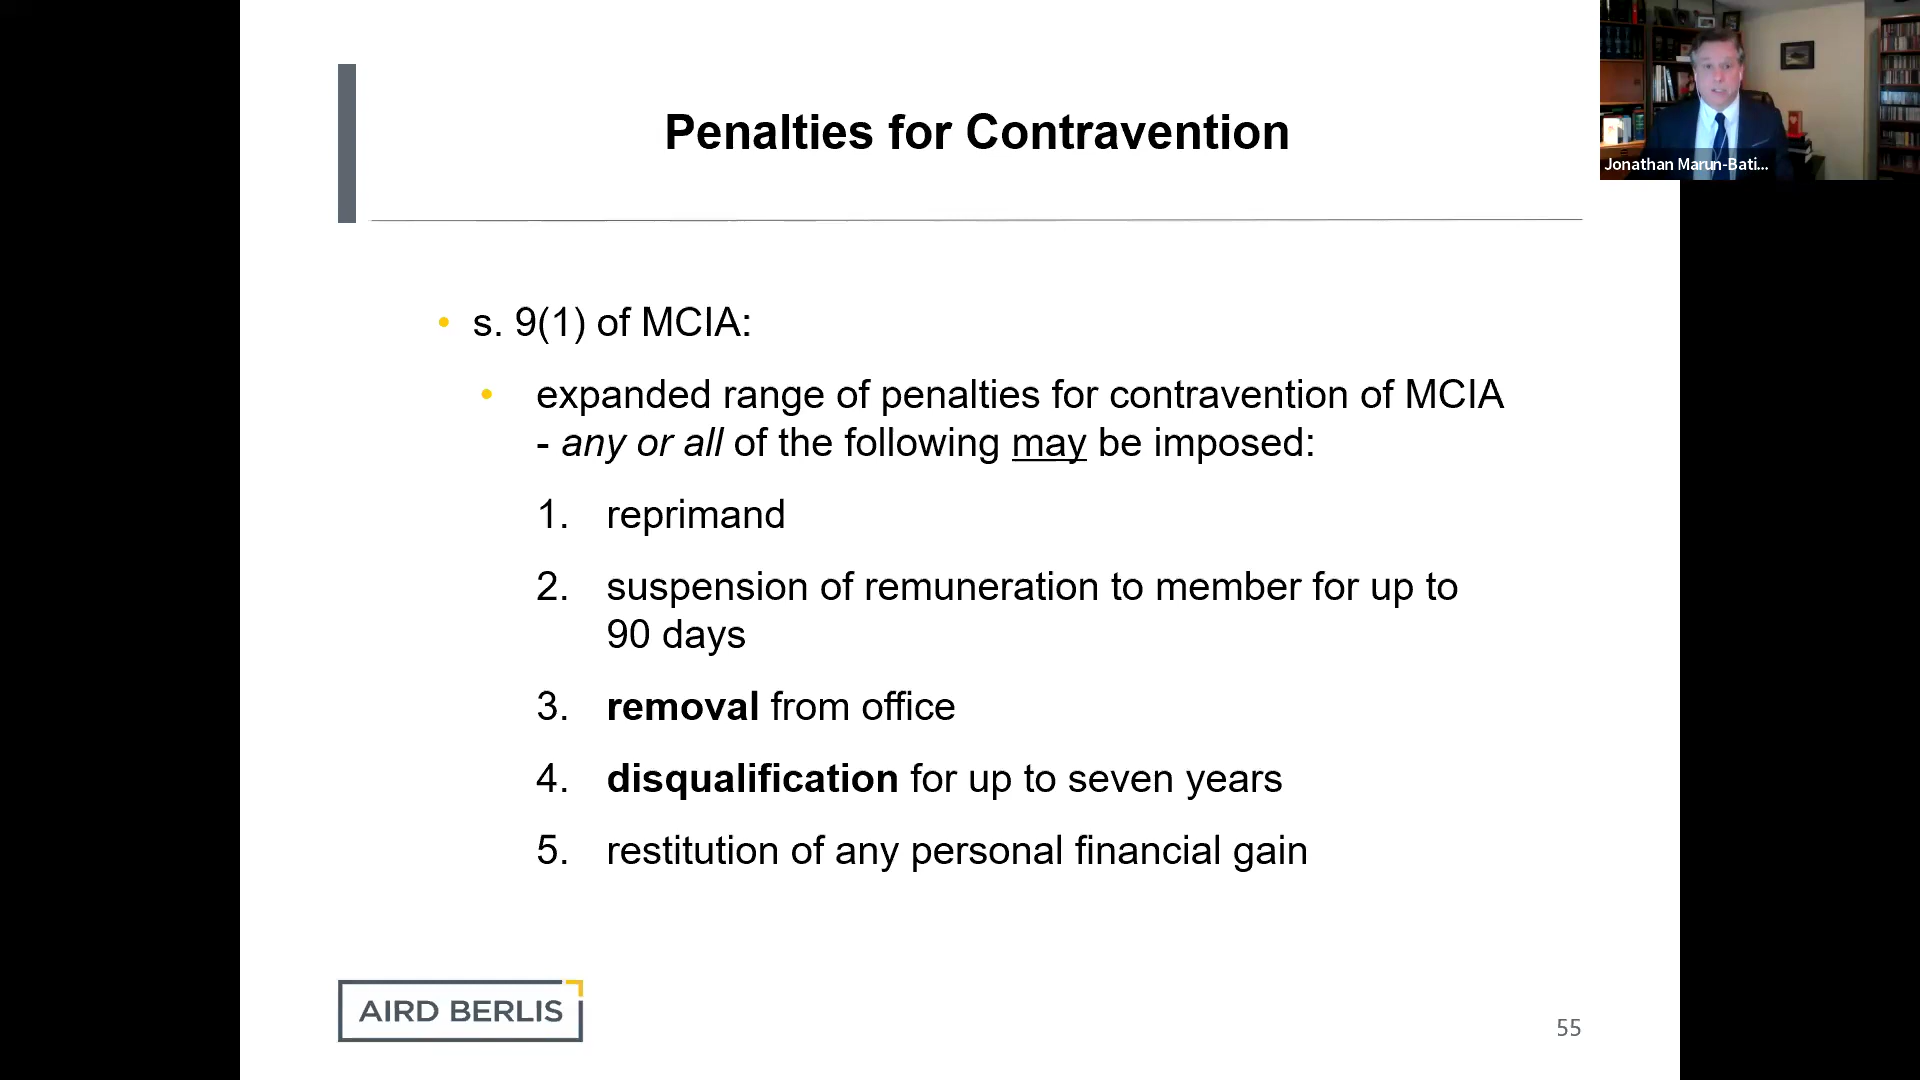 Penalties for Contravention
Jonathan Marun-Bati...
• s. 9(1) of MCIA:
• expanded range of penalties for contravention of MCIA
- any or all of the following may be imposed:
1. reprimand
2. suspension of remuneration to member for up to
90 days
3. removal from office
4. disqualification for up to seven years
5. restitution of any personal financial gain
AIRD BERLIS
55